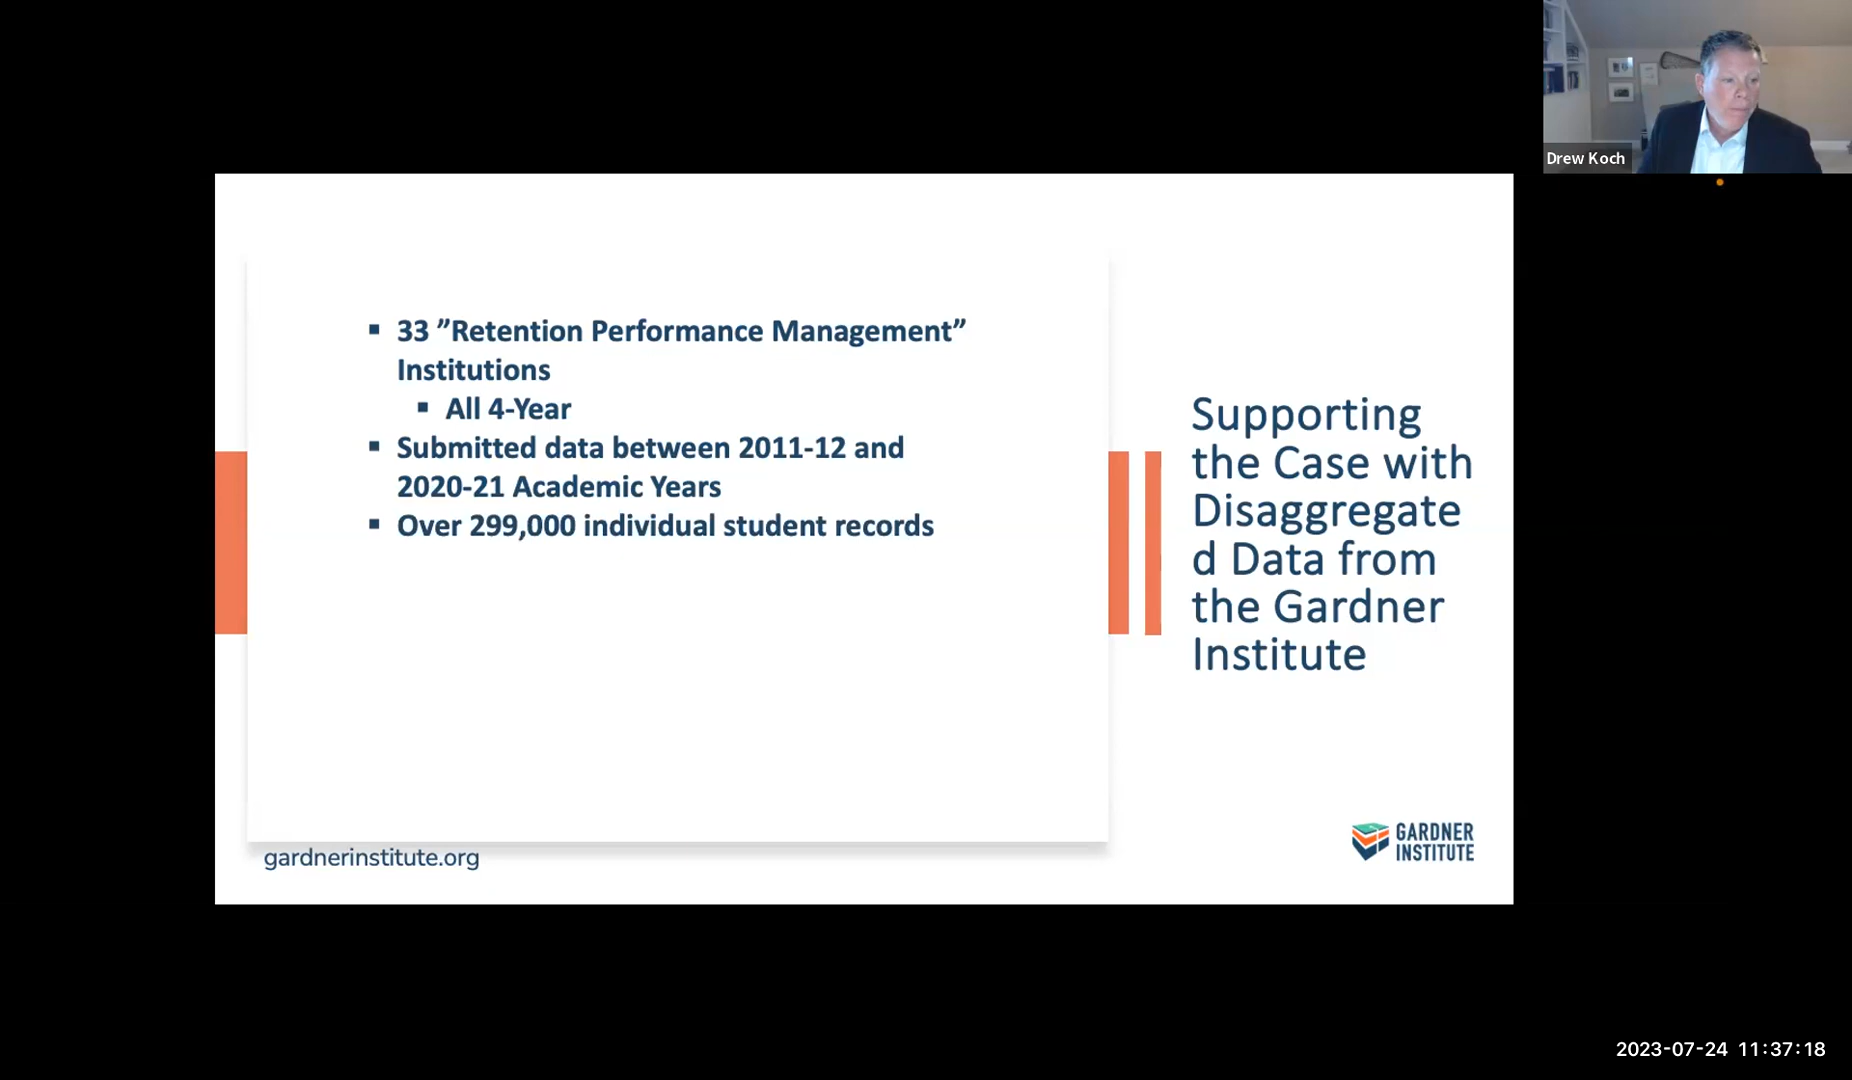 Drew Koch
▪ 33 ”Retention Performance Management”
Institutions
▪ All 4-Year
▪ Submitted data between 2011-12 and
2020-21 Academic Years
▪ Over 299,000 individual student records
Supporting
the Case with
Disaggregate
d Data from
the Gardner
Institute
gardnerinstitute.org
GARDNER
INSTITUTE
2023-07-24 11:37:18